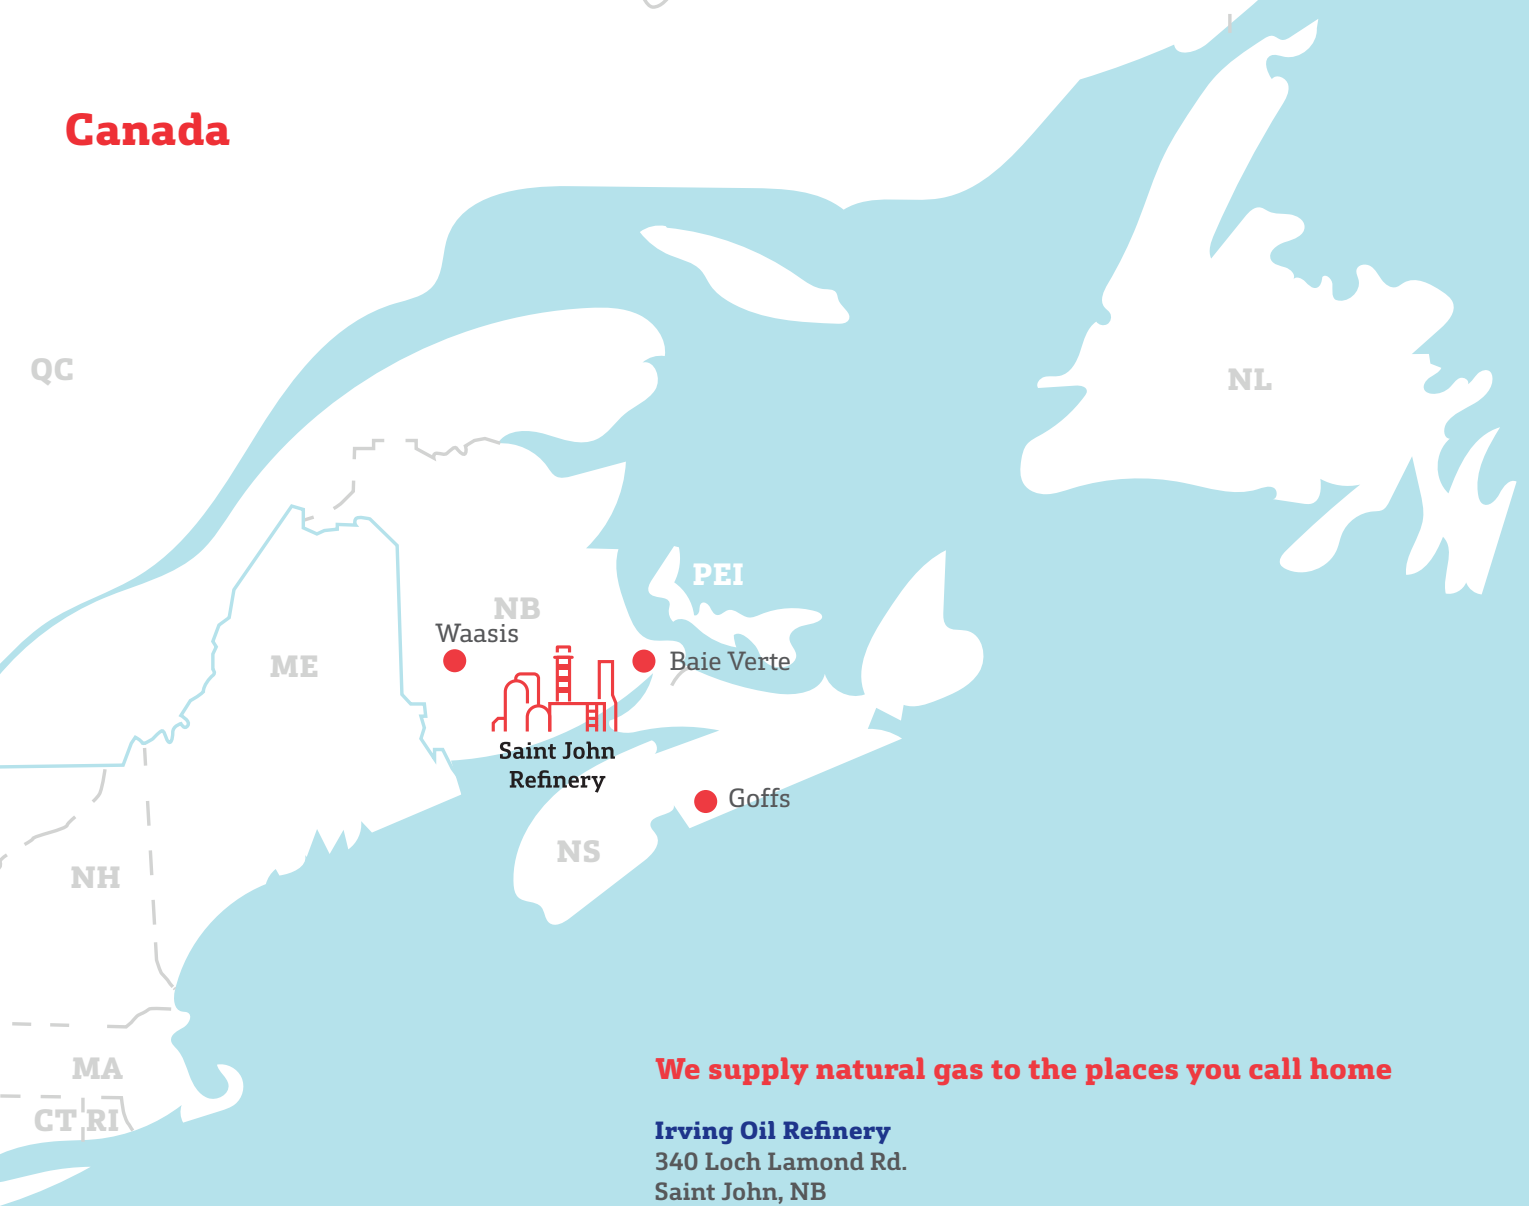 Canada
QC
NL
PEI
NB
Waasis
ME
Baie Verte
Saint John
Refinery
Goffs
NS
NH
MA
CT RI
We supply natural gas to the places you call home
Irving Oil Refinery
340 Loch Lamond Rd.
Saint John, NB